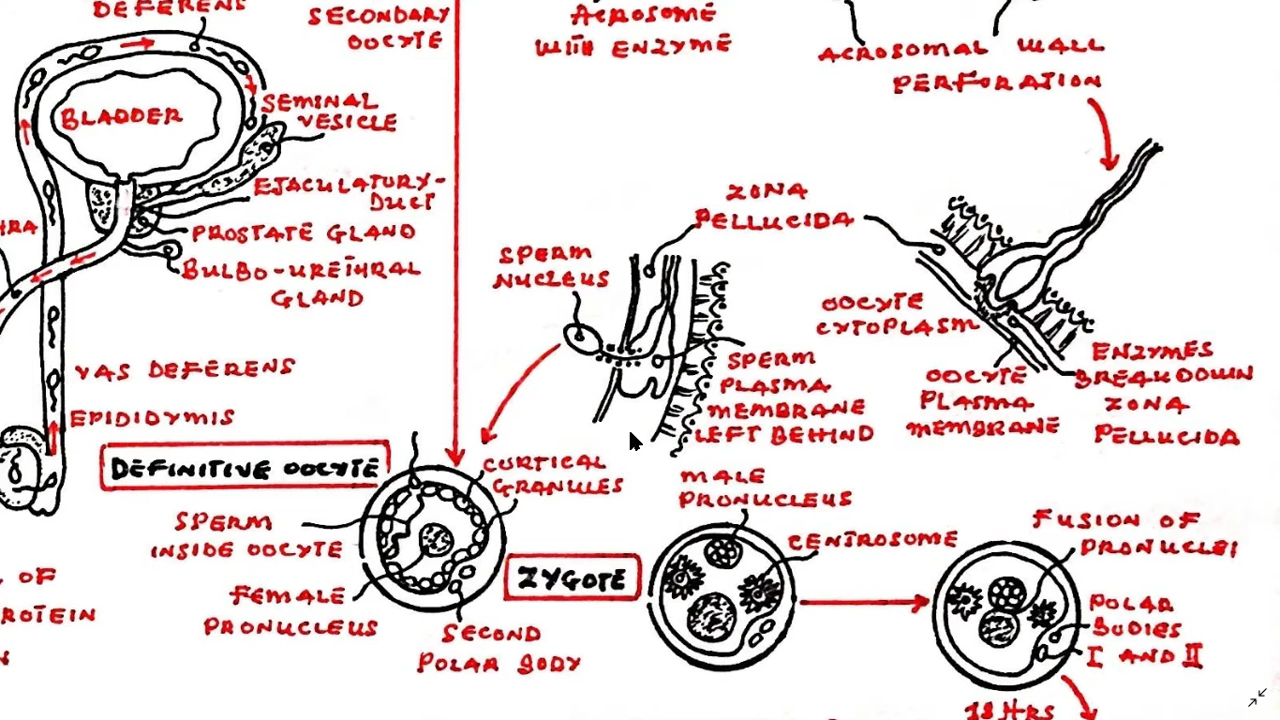 DEFERENS
SECONDARY
OOCYTE
ACROSOME
WITH ENZYME
ACROSOMAL WALL
PERFORATION
BLADDER
SEMINAL
VESICLE
EJACULATORY-
DUCT
PROSTATE GLAND
BULBO-URETHRAL
GLAND
HRA
VAS DEFERENS
EPIDIDYMIS
ZONA
PELLUCIDA
SPERM
NUCLEUS
OOCYTE
CYTOPLASM
SPERM
PLASMA
MEMBRANE
LEFT BEHIND
OOCYTE
PLASMA
MEMBRANE
ENZYMES
BREAKDOWN
ZONA
PELLUCIDA
DEFINITIVE OOCYTE
CORTICAL
GRANULES
SPERM
INSIDE OOCYTE
FEMALE
PRONUCLEUS
SECOND
POLAR BODY
ZYGOTE
MALE
PRONUCLEUS
CENTROSOME
FUSION OF
PRONUCLEI
POLAR
BODIES
I AND II
18 HRS
OF
ROTEIN
N